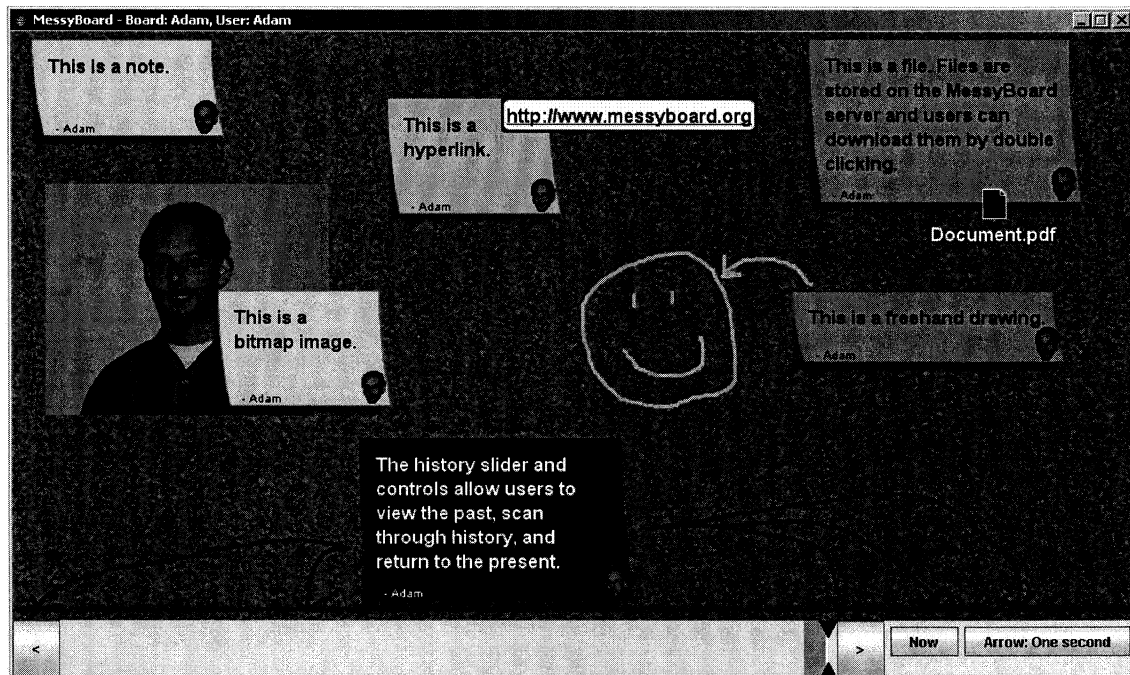 MessyBoard - Board: Adam, User: Adam
This is a note.
- Adam
This is a
hyperlink.
- Adam
http://www.messyboard.org
This is a file. Files are
stored on the MessyBoard
server and users can
download them by double
clicking.
- Adam
Document.pdf
This is a
bitmap image.
- Adam
This is a freehand drawing.
- Adam
The history slider and
controls allow users to
view the past, scan
through history, and
return to the present.
- Adam
<
>
Now
Arrow: One second